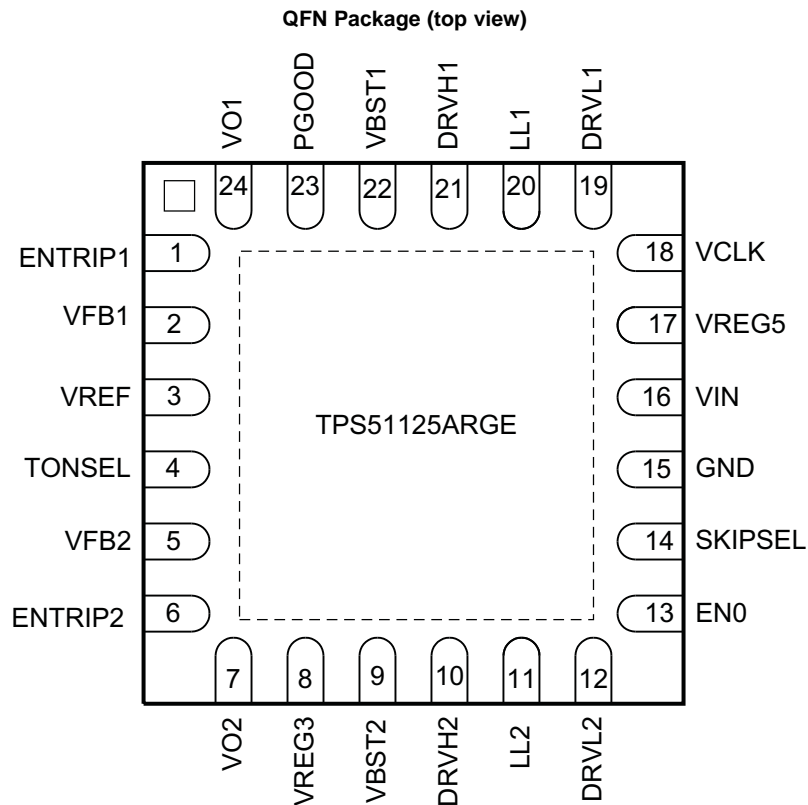 QFN Package (top view)
VO1
PGOOD
VBST1
DRVH1
LL1
DRVL1
24
23
22
21
20
19
ENTRIP1
1
18
VCLK
VFB1
2
17
VREG5
VREF
3
16
VIN
TPS51125ARGE
TONSEL
4
15
GND
VFB2
5
14
SKIPSEL
ENTRIP2
6
13
EN0
7
8
9
10
11
12
VO2
VREG3
VBST2
DRVH2
LL2
DRVL2